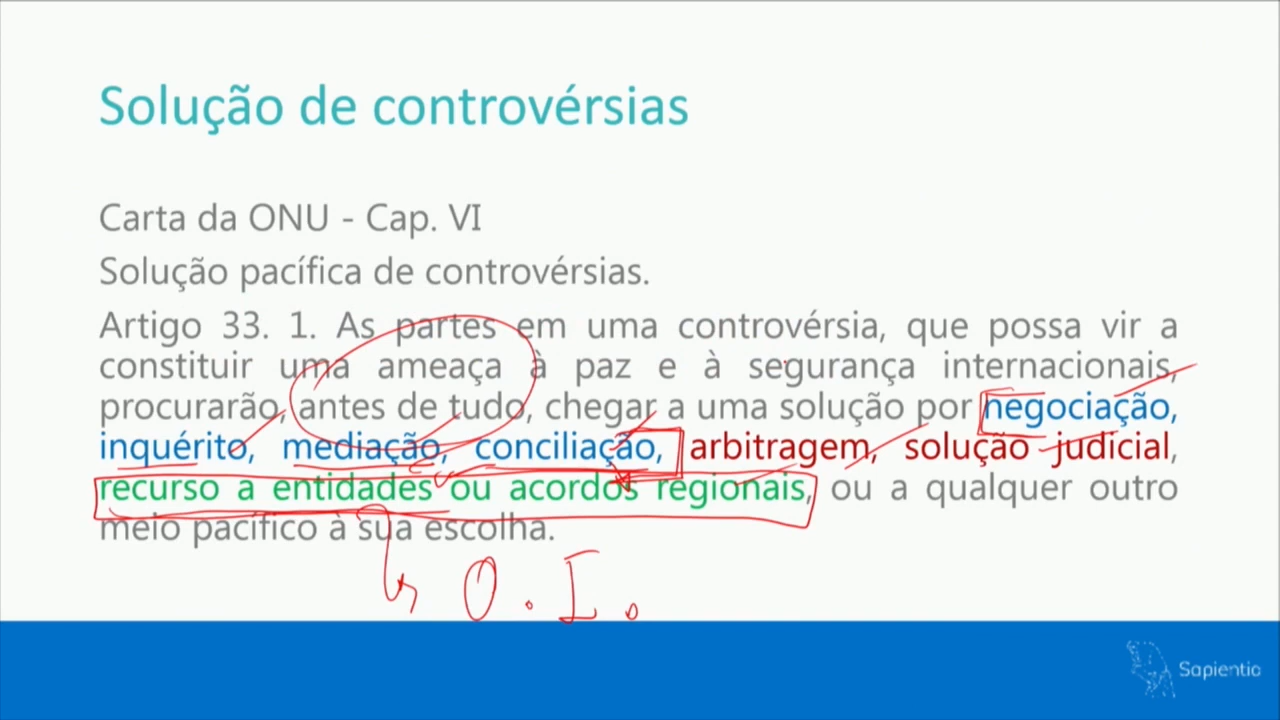 Solução de controvérsias
Carta da ONU - Cap. VI
Solução pacífica de controvérsias.
Artigo 33. 1. As partes em uma controvérsia, que possa vir a
constituir uma ameaça à paz e à segurança internacionais,
procurarão, antes de tudo, chegar a uma solução por negociação,
inquérito, mediação, conciliação, arbitragem, solução judicial,
recurso a entidades ou acordos regionais, ou a qualquer outro
meio pacífico à sua escolha.
O.I.
Sapientia